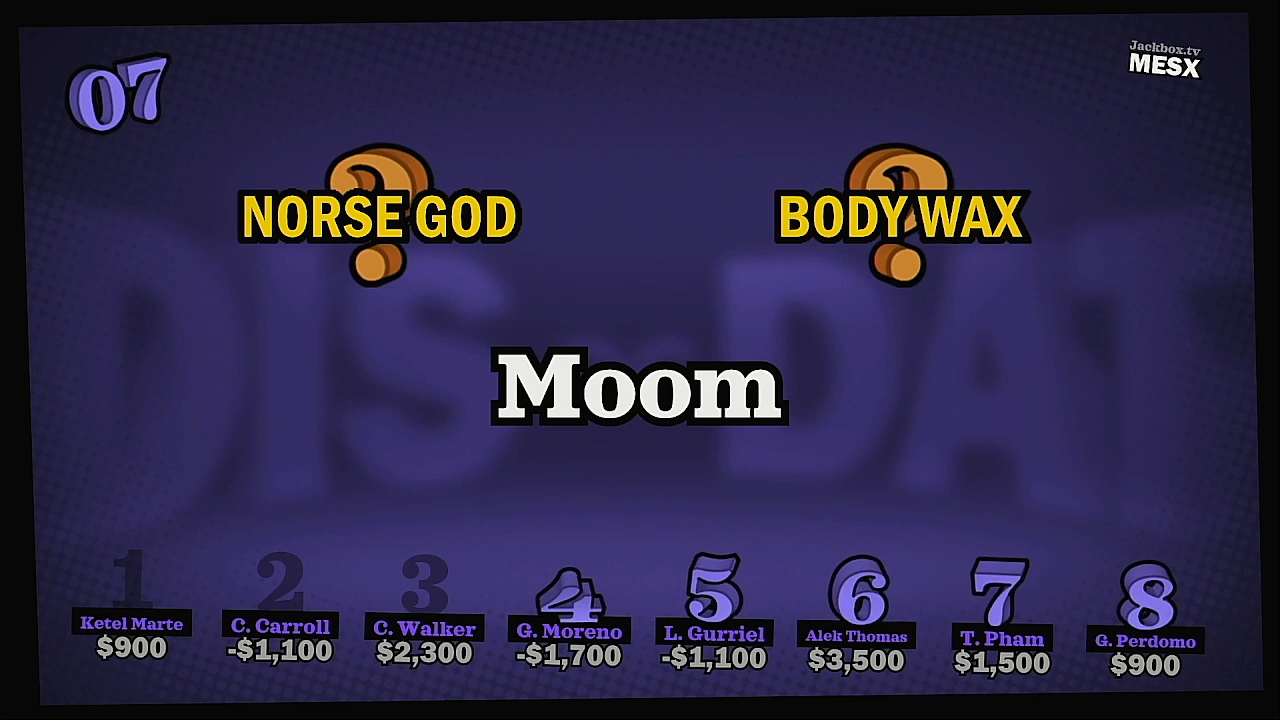 07
Jackbox.tv
MESX
?
?
NORSE GOD
BODY WAX
DIS
DAT
Moom
1
2
3
4
5
6
7
8
Ketel Marte
C. Carroll
C. Walker
G. Moreno
L. Gurriel
Alek Thomas
T. Pham
G. Perdomo
$900
-$1,100
$2,300
-$1,700
-$1,100
$3,500
$1,500
$900